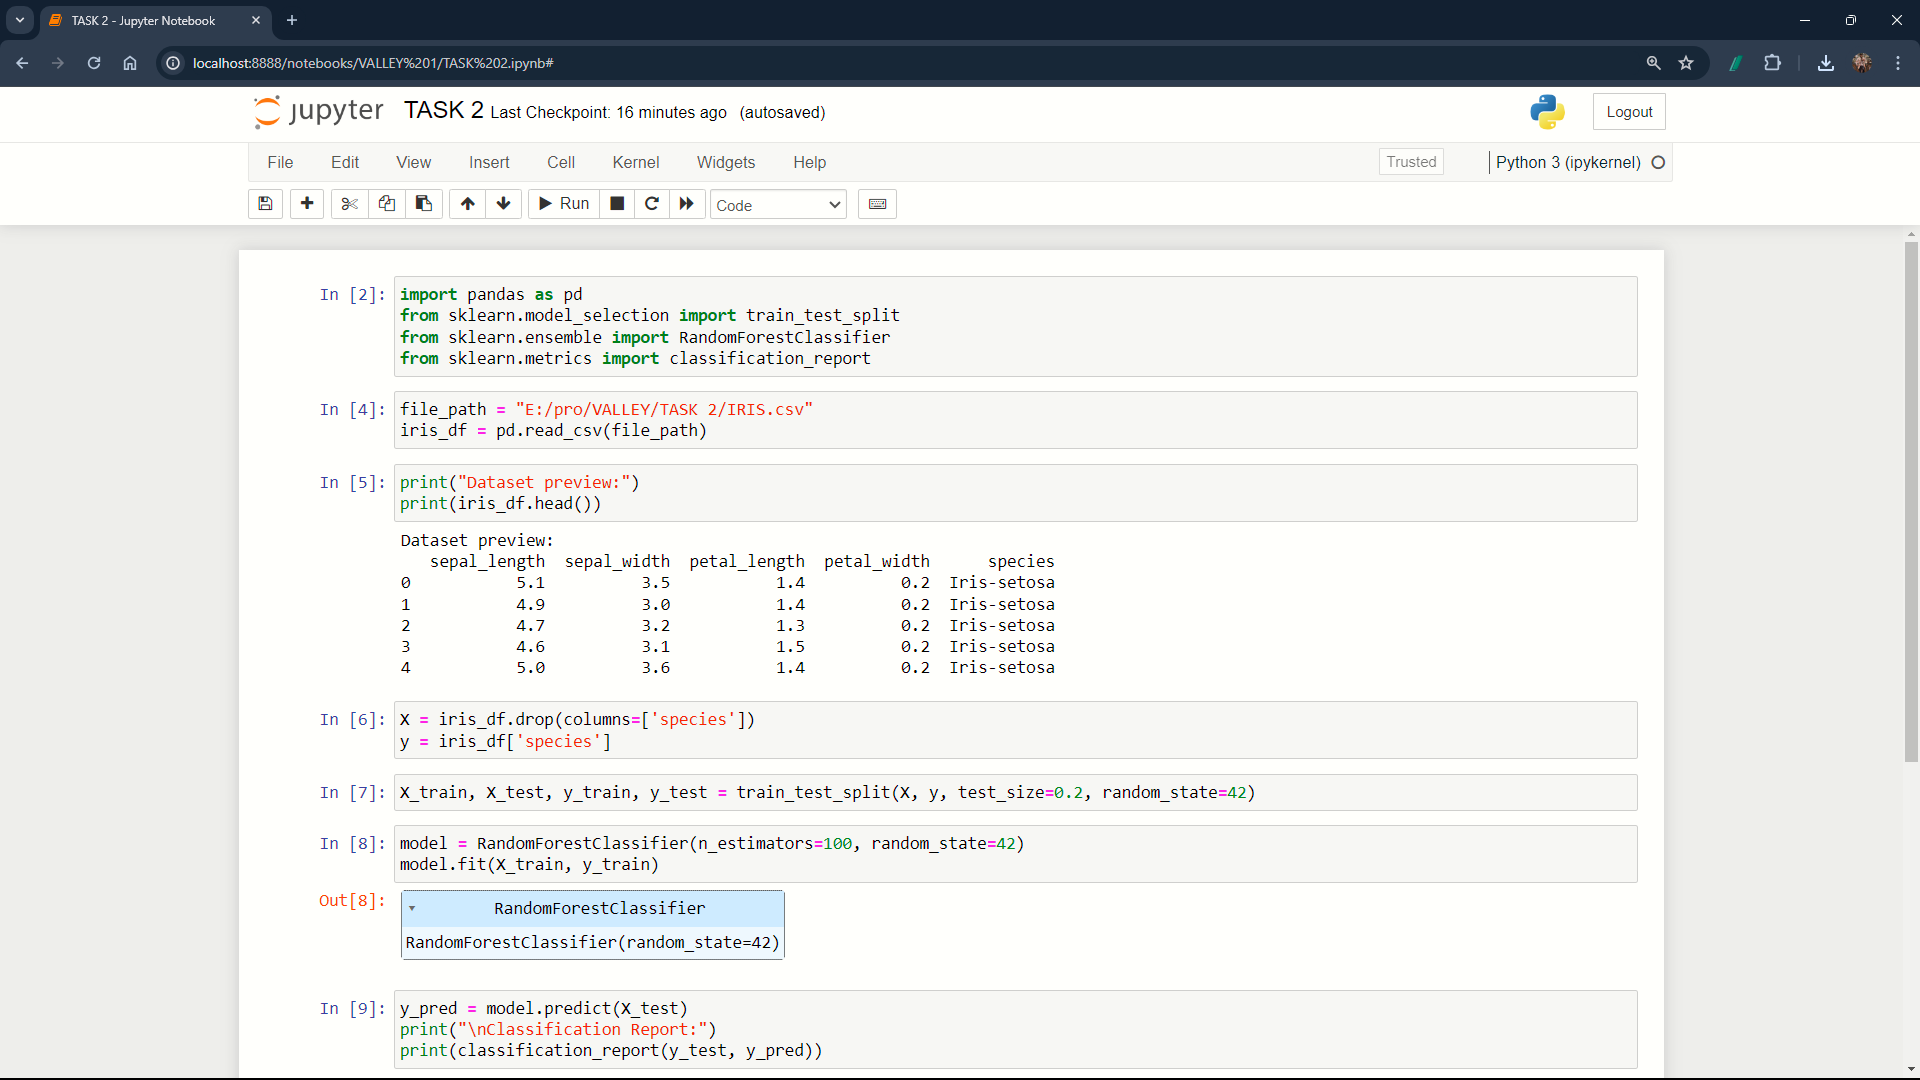 TASK 2 - Jupyter Notebook
localhost:8888/notebooks/VALLEY%201/TASK%202.ipynb#
jupyter TASK 2 Last Checkpoint: 16 minutes ago (autosaved)
Logout
File Edit View Insert Cell Kernel Widgets Help
Trusted
Python 3 (ipykernel)
Run
Code
In [2]: import pandas as pd
from sklearn.model_selection import train_test_split
from sklearn.ensemble import RandomForestClassifier
from sklearn.metrics import classification_report
In [4]: file_path = "E:/pro/VALLEY/TASK 2/IRIS.csv"
iris_df = pd.read_csv(file_path)
In [5]: print("Dataset preview:")
print(iris_df.head())
Dataset preview:
sepal_length sepal_width petal_length petal_width species
0 5.1 3.5 1.4 0.2 Iris-setosa
1 4.9 3.0 1.4 0.2 Iris-setosa
2 4.7 3.2 1.3 0.2 Iris-setosa
3 4.6 3.1 1.5 0.2 Iris-setosa
4 5.0 3.6 1.4 0.2 Iris-setosa
In [6]: X = iris_df.drop(columns=['species'])
y = iris_df['species']
In [7]: X_train, X_test, y_train, y_test = train_test_split(X, y, test_size=0.2, random_state=42)
In [8]: model = RandomForestClassifier(n_estimators=100, random_state=42)
model.fit(X_train, y_train)
Out[8]: RandomForestClassifier
RandomForestClassifier(random_state=42)
In [9]: y_pred = model.predict(X_test)
print("\nClassification Report:")
print(classification_report(y_test, y_pred))